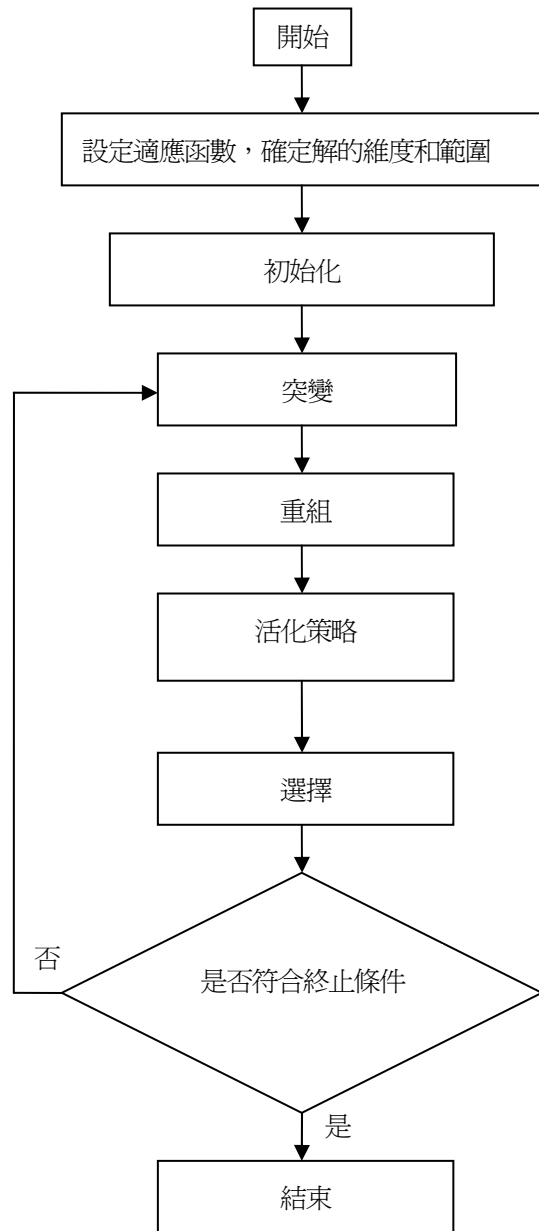 開始
設定適應函數，確定解的維度和範圍
初始化
突變
重組
活化策略
選擇
否
是否符合終止條件
是
結束